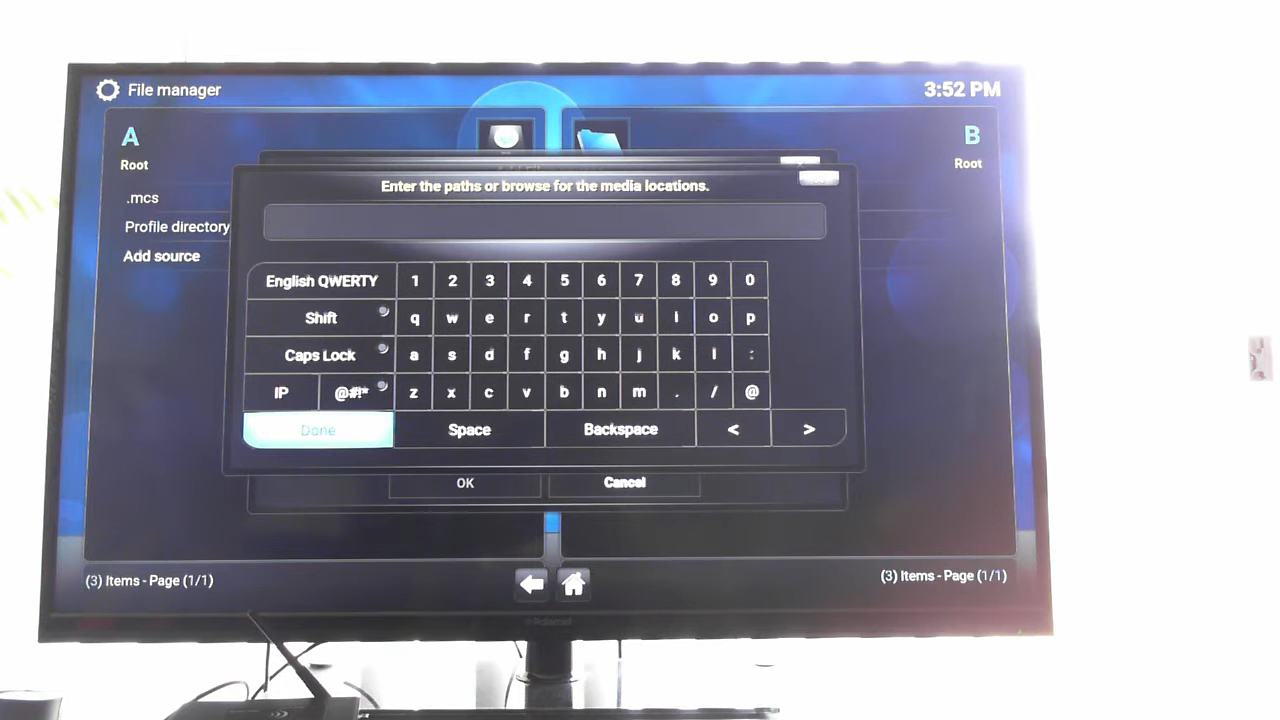 File manager
3:52 PM
A
B
Root
Root
.mcs
Profile directory
Add source
Enter the paths or browse for the media locations.
English QWERTY 1 2 3 4 5 6 7 8 9 0
Shift q w e r t y u i o p
Caps Lock a s d f g h j k l :
IP @#!* z x c v b n m . / @
Done Space Backspace < >
OK Cancel
(3) Items - Page (1/1)
(3) Items - Page (1/1)
Polaroid